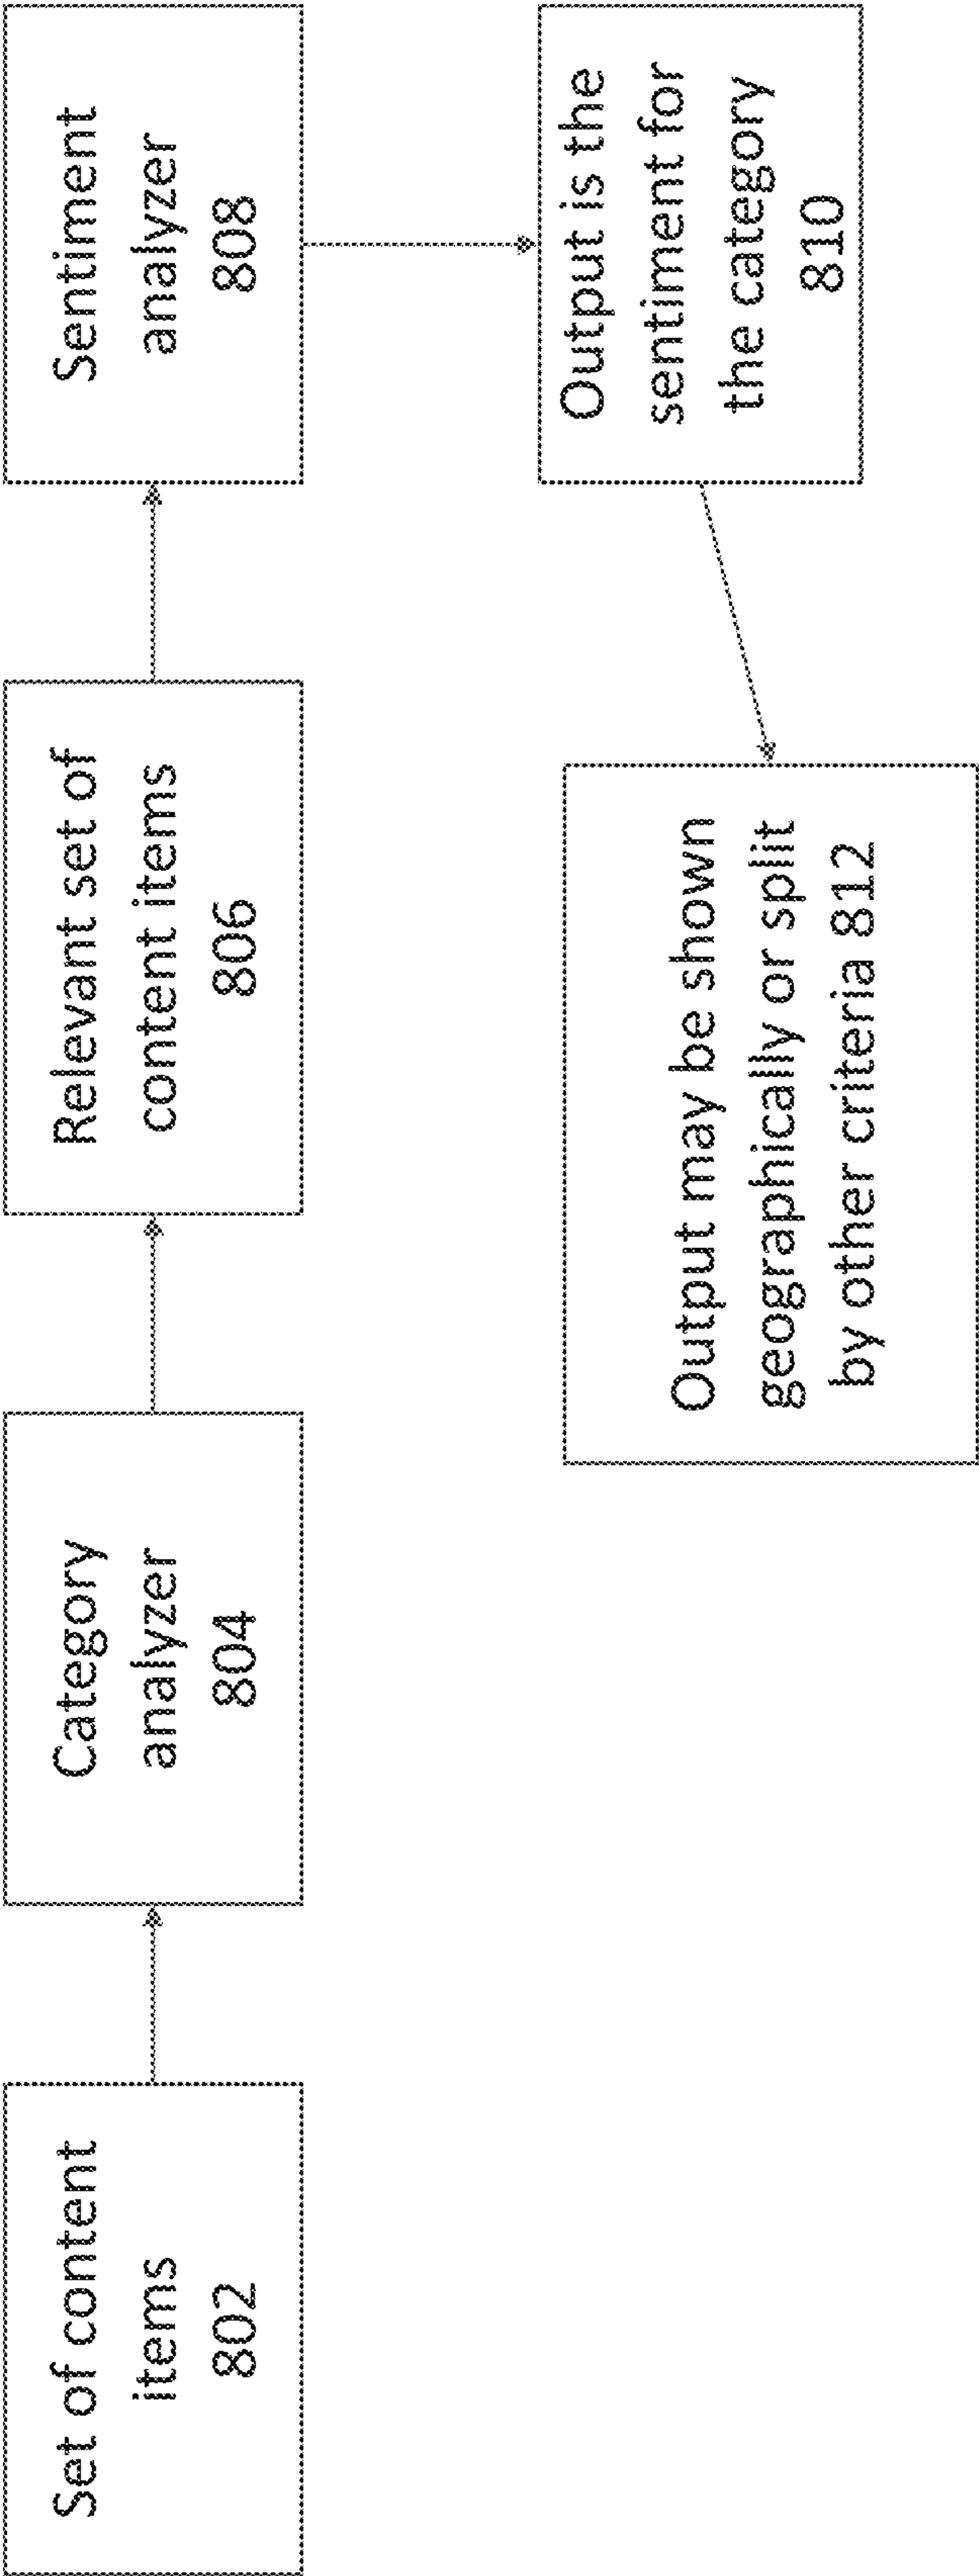 Set of content
items
802
Category
analyzer
804
Relevant set of
content items
806
Sentiment
analyzer
808
Output is the
sentiment for
the category
810
Output may be shown
geographically or split
by other criteria 812